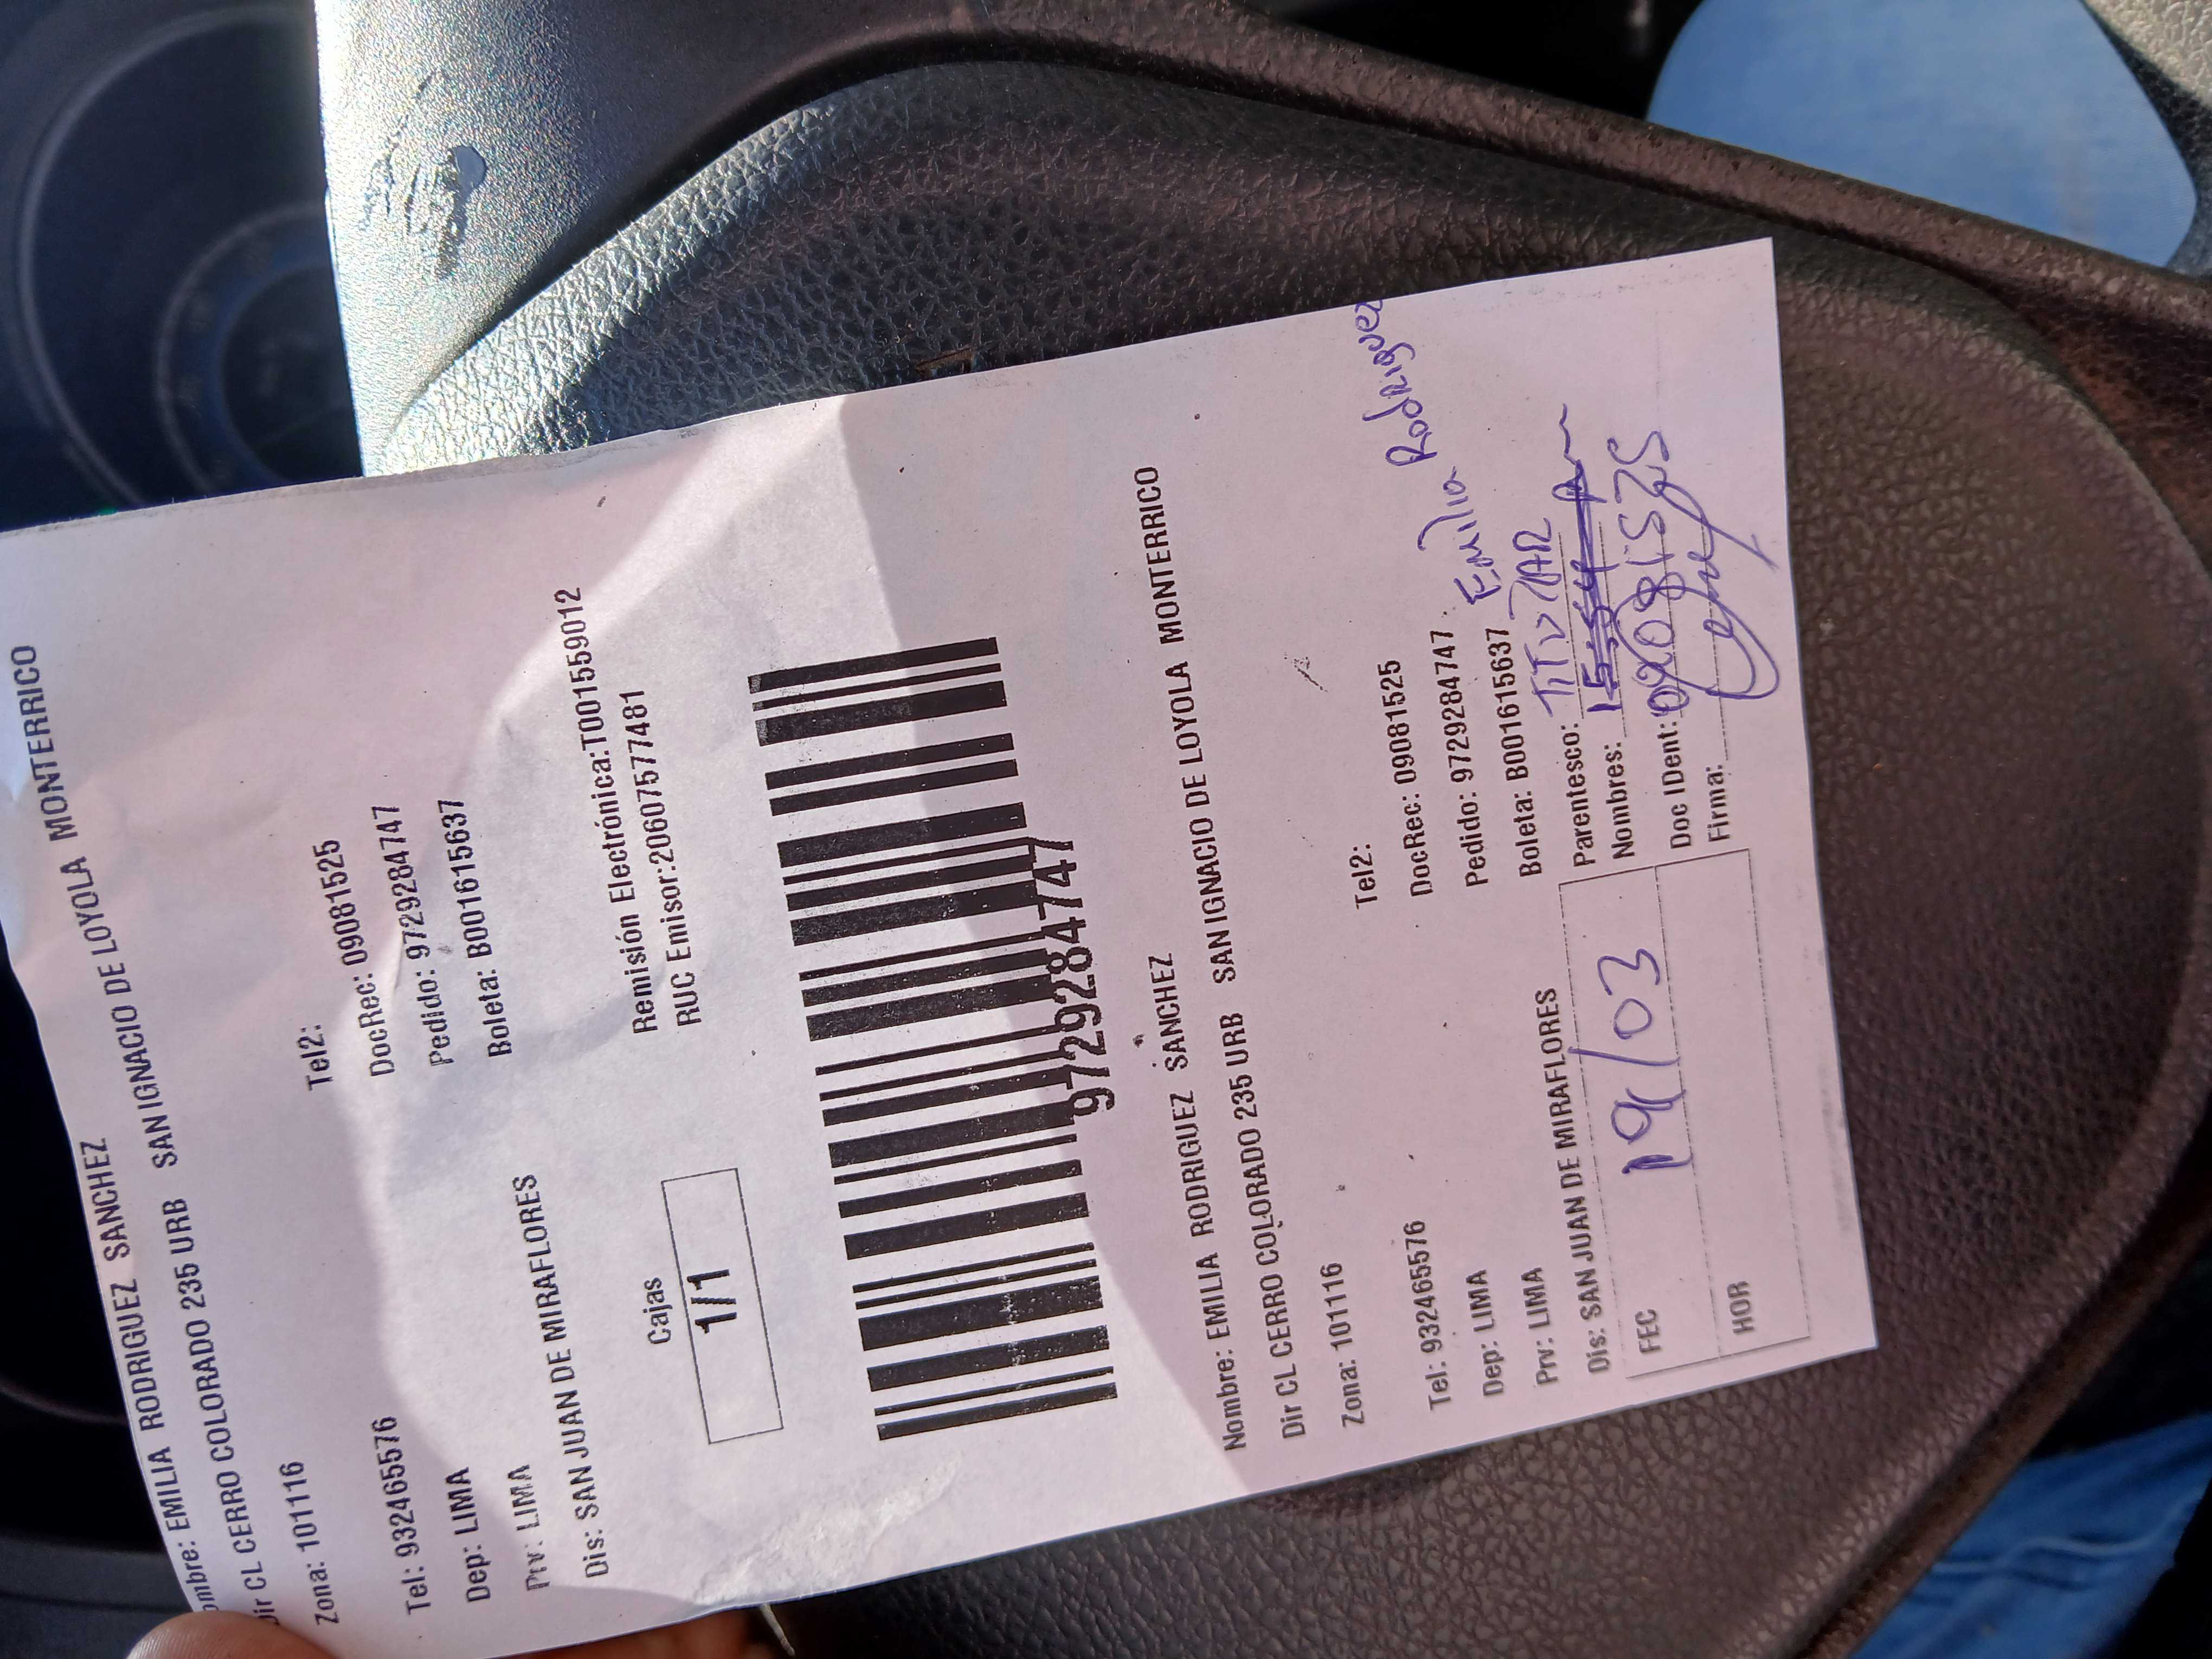 MONTERRICO
ombre: EMILIA RODRIGUEZ SANCHEZ
Dir CL CERRO COLORADO 235 URB SAN IGNACIO DE LOYOLA MONTERRICO
Zona: 101116
Tel2:
Tel: 932465576
DocRec: 09081525
Dep: LIMA
Pedido: 9729284747
Prv: LIMA
Boleta: B00161615637
Dis: SAN JUAN DE MIRAFLORES
Cajas
1/1
Remisión Electrónica:T001559012
RUC Emisor:20607577481
9729284747
Nombre: EMILIA RODRIGUEZ SANCHEZ
Dir CL CERRO COLORADO 235 URB SAN IGNACIO DE LOYOLA MONTERRICO
Zona: 101116
Tel2:
Tel: 932465576
DocRec: 09081525
Dep: LIMA
Pedido: 9729284747
Prv: LIMA
Boleta: B00161615637
Emilia Rodriguez
Dis: SAN JUAN DE MIRAFLORES
Parentesco: TITULAR
FEC 19/03
Nombres:
Doc IDent: 09081525
HOR
Firma: